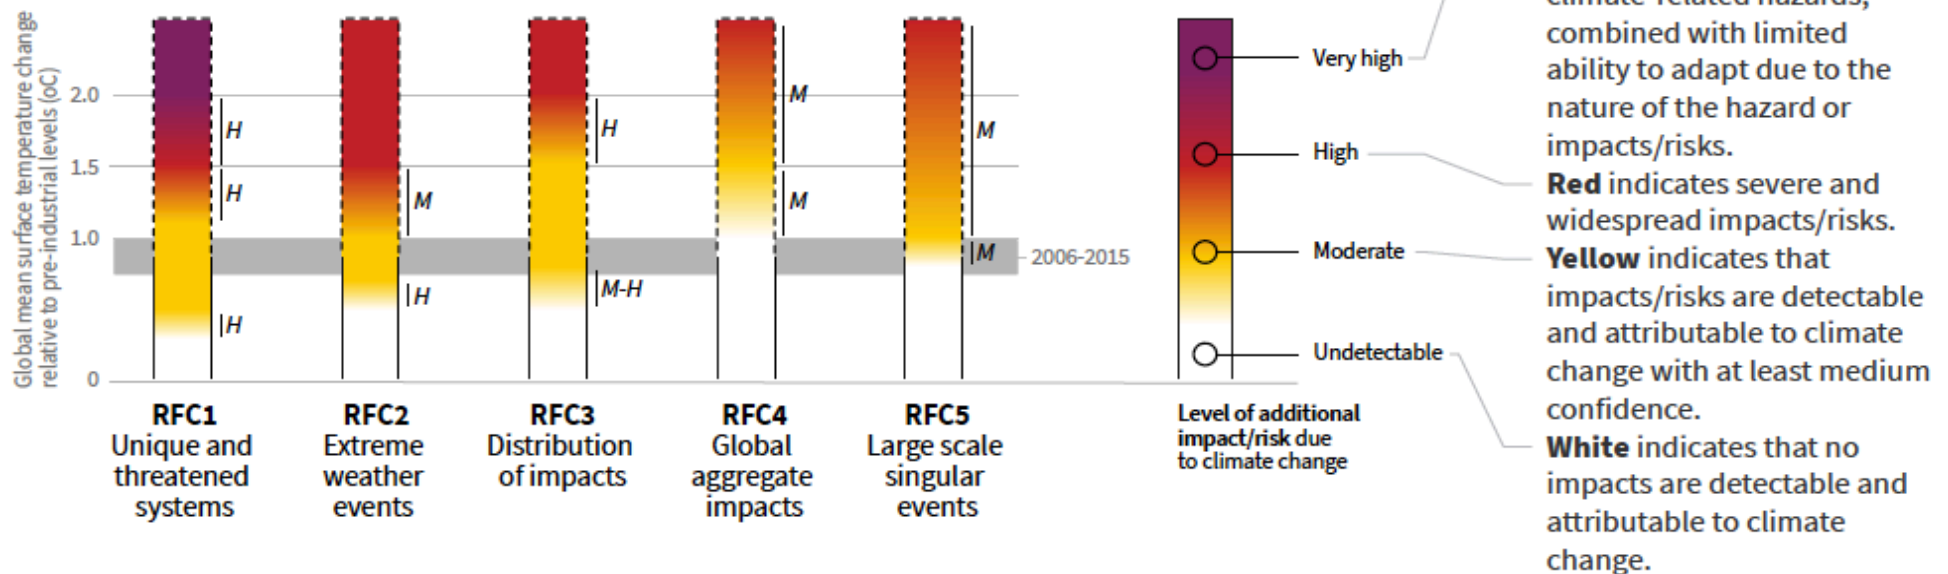 Global mean surface temperature change
relative to pre-industrial levels (oC)
2.0
1.5
1.0
0
H
H
H
M
H
H
M-H
M
M
M
M
2006-2015
RFC1
Unique and
threatened
systems
RFC2
Extreme
weather
events
RFC3
Distribution
of impacts
RFC4
Global
aggregate
impacts
RFC5
Large scale
singular
events
Very high
High
Moderate
Undetectable
Level of additional
impact/risk due
to climate change
climate-related hazards,
combined with limited
ability to adapt due to the
nature of the hazard or
impacts/risks.
Red indicates severe and
widespread impacts/risks.
Yellow indicates that
impacts/risks are detectable
and attributable to climate
change with at least medium
confidence.
White indicates that no
impacts are detectable and
attributable to climate
change.